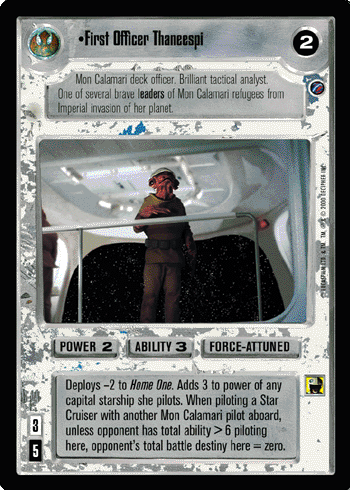 •First Officer Thaneespi
2
Mon Calamari deck officer. Brilliant tactical analyst.
One of several brave leaders of Mon Calamari refugees from
Imperial invasion of her planet.
POWER 2
ABILITY 3
FORCE-ATTUNED
Deploys –2 to Home One. Adds 3 to power of any
capital starship she pilots. When piloting a Star
Cruiser with another Mon Calamari pilot aboard,
unless opponent has total ability > 6 piloting
here, opponent's total battle destiny here = zero.
3
5